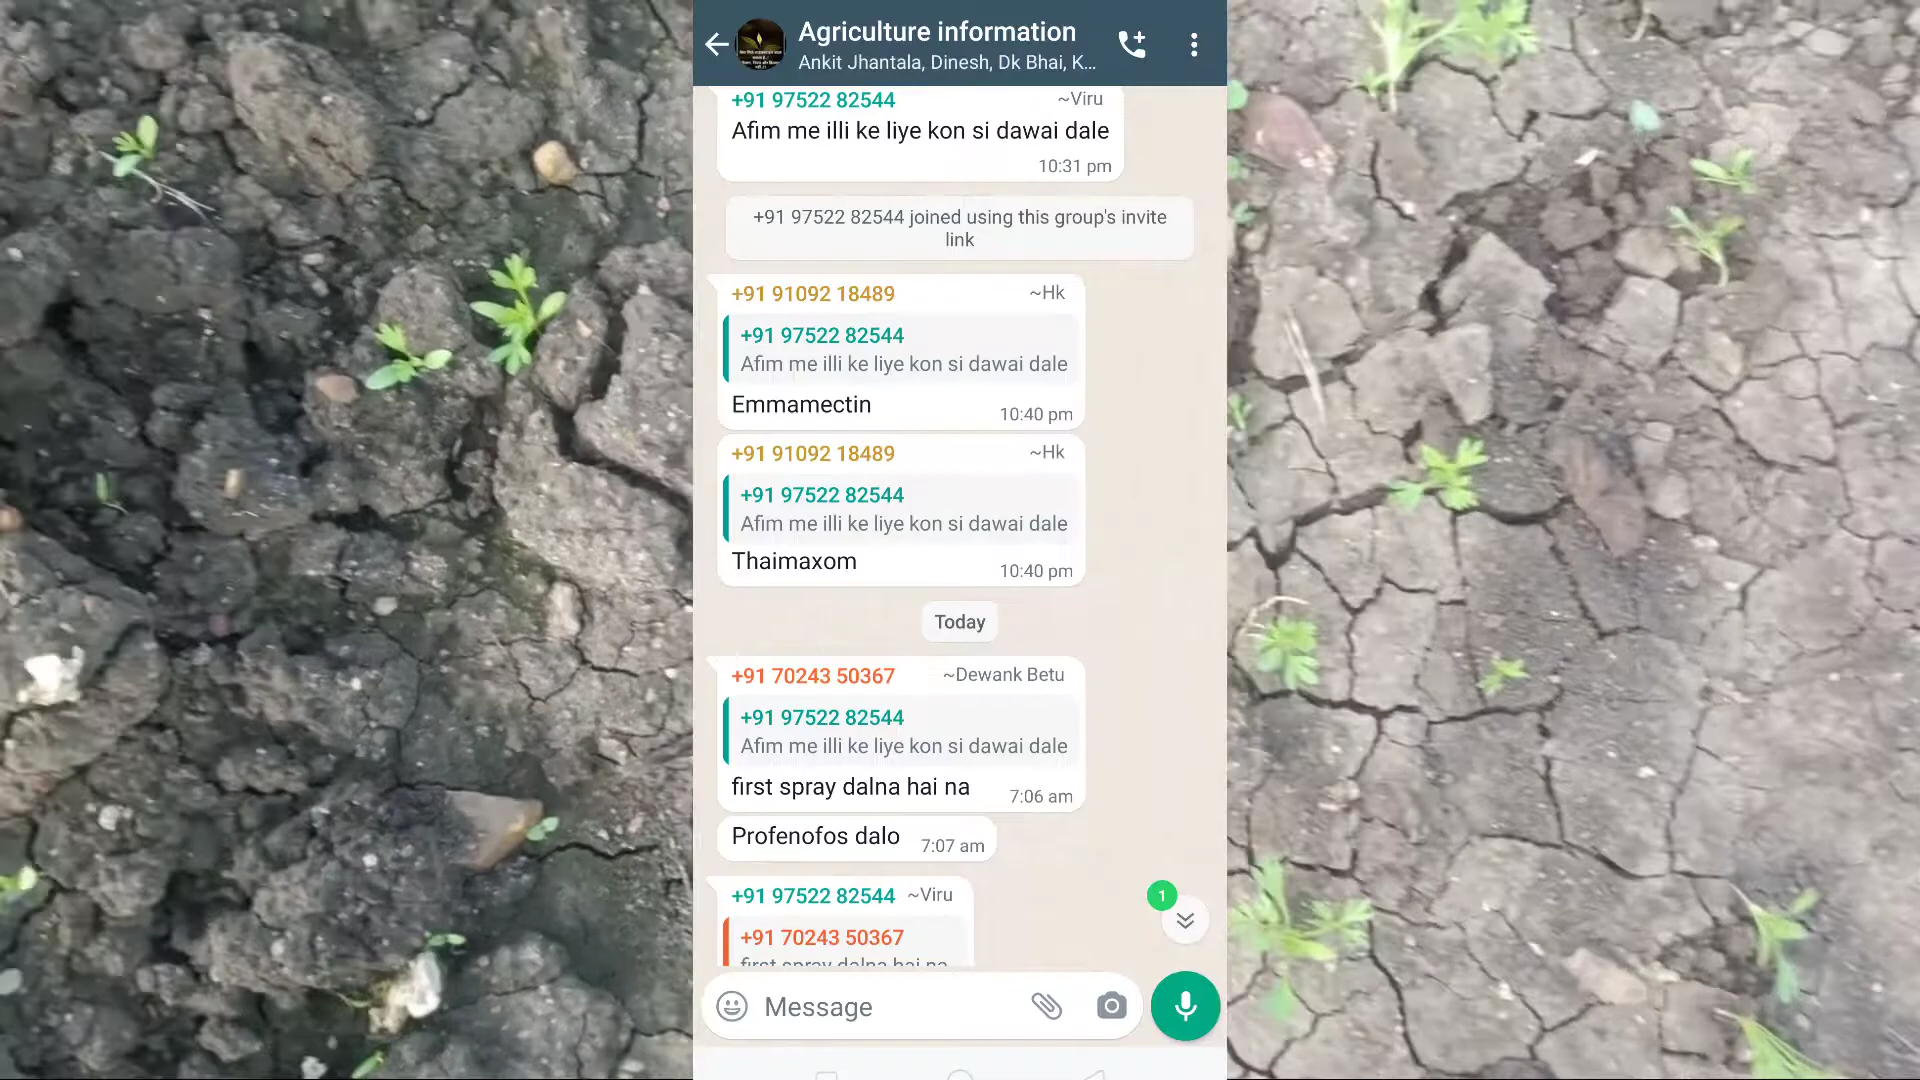 Agriculture information
Ankit Jhantala, Dinesh, Dk Bhai, K...
+91 97522 82544 ~Viru
Afim me illi ke liye kon si dawai dale
10:31 pm
+91 97522 82544 joined using this group's invite
link
+91 91092 18489 ~Hk
+91 97522 82544
Afim me illi ke liye kon si dawai dale
Emmamectin 10:40 pm
+91 91092 18489 ~Hk
+91 97522 82544
Afim me illi ke liye kon si dawai dale
Thaimaxom 10:40 pm
Today
+91 70243 50367 ~Dewank Betu
+91 97522 82544
Afim me illi ke liye kon si dawai dale
first spray dalna hai na 7:06 am
Profenofos dalo 7:07 am
+91 97522 82544 ~Viru
1
+91 70243 50367
first spray dalna hai na
Message